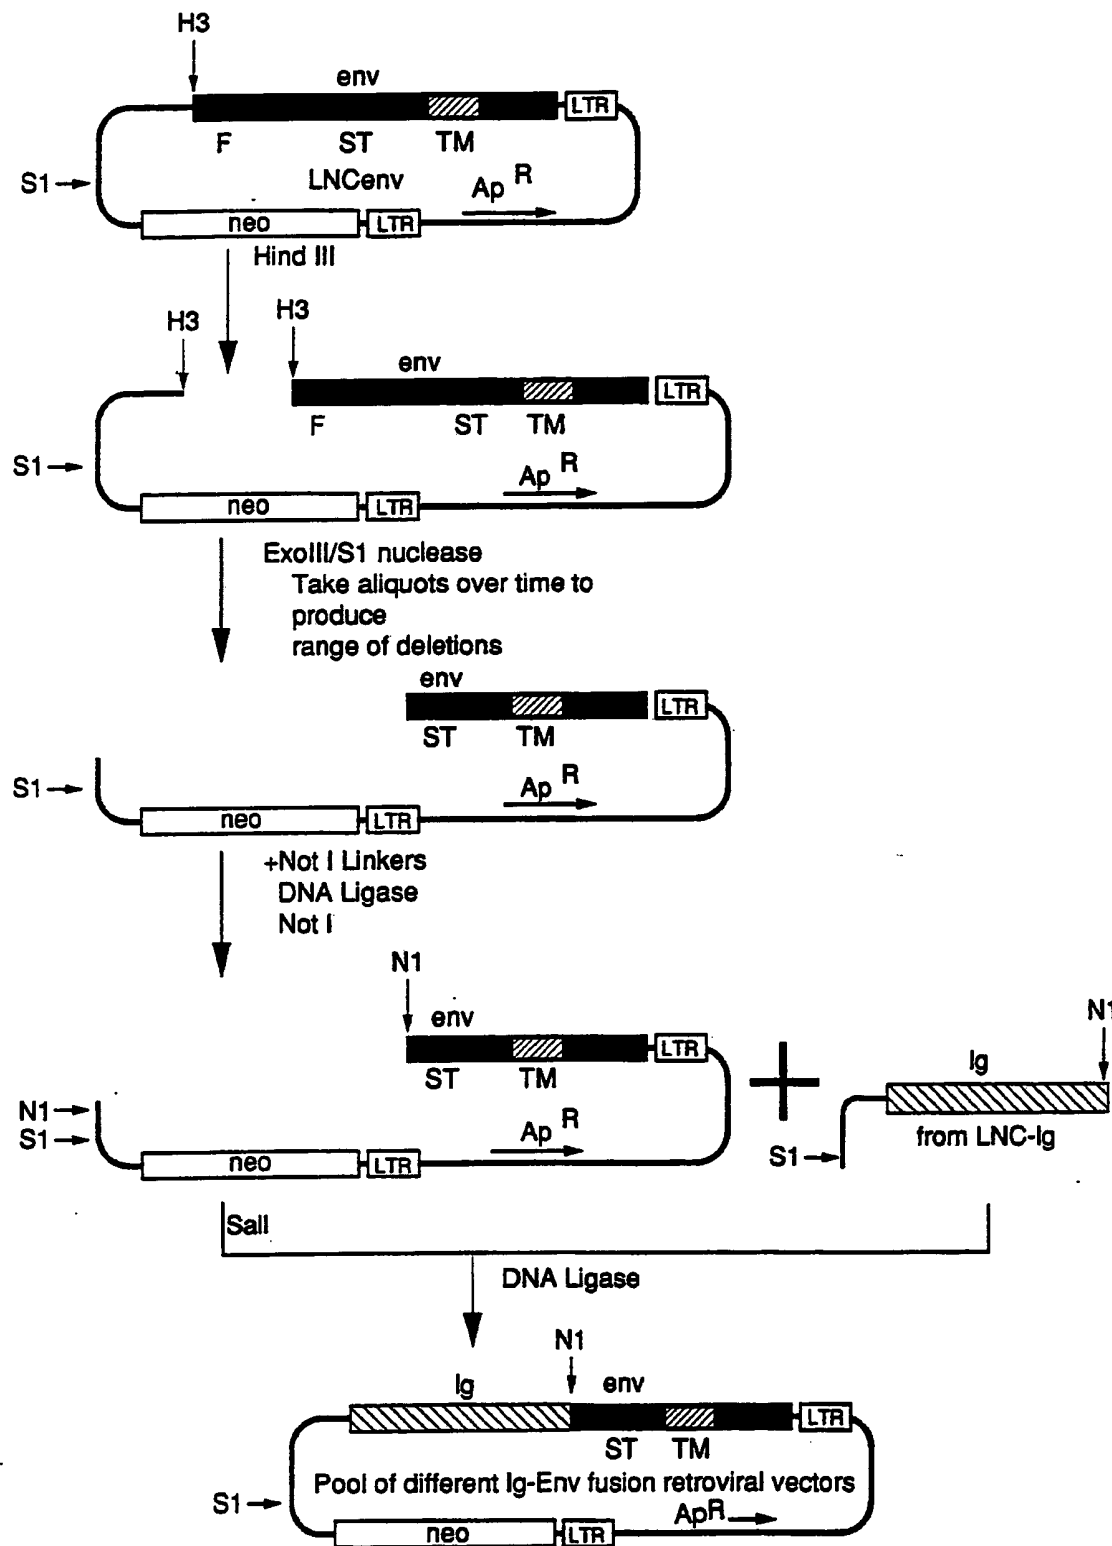 H3
env
LTR
F ST TM
S1
LNCenv
Ap R
neo
LTR
Hind III
H3
H3
env
LTR
F ST TM
S1
Ap R
neo
LTR
ExoIII/S1 nuclease
Take aliquots over time to
produce
range of deletions
env
LTR
ST TM
S1
Ap R
neo
LTR
+Not I Linkers
DNA Ligase
Not I
N1
env
LTR
ST TM
N1
S1
Ap R
neo
LTR
N1
Ig
from LNC-Ig
S1
SalI
DNA Ligase
N1
Ig env
LTR
ST TM
Pool of different Ig-Env fusion retroviral vectors
S1
ApR
neo
LTR